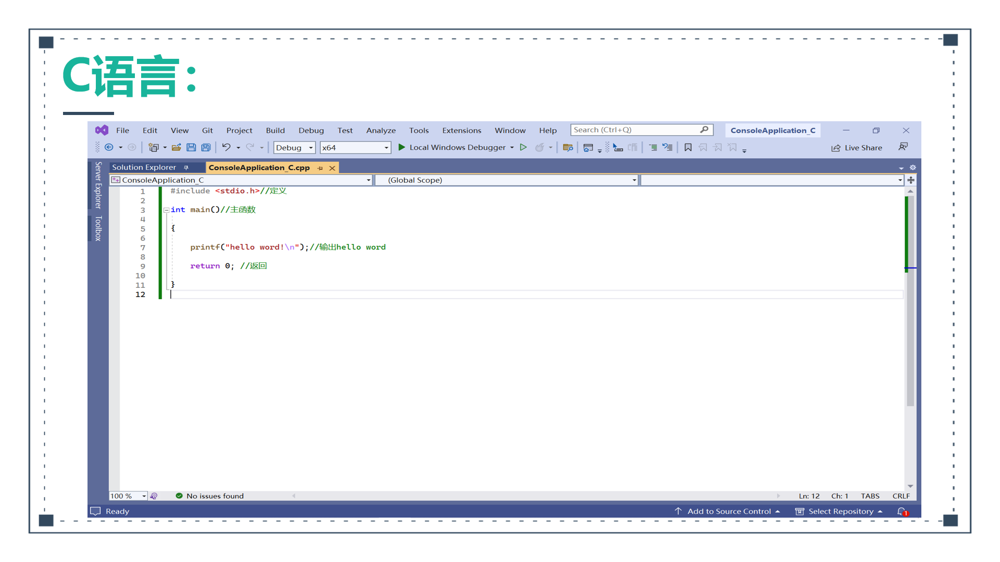 C语言：
File Edit View Git Project Build Debug Test Analyze Tools Extensions Window Help Search (Ctrl+Q) ConsoleApplication_C
Debug x64 Local Windows Debugger Live Share
Server Explorer
Toolbox
Solution Explorer ConsoleApplication_C.cpp
ConsoleApplication_C (Global Scope)
1 #include <stdio.h>//定义
2
3 int main()//主函数
4
5 {
6
7 printf("hello word!\n");//输出hello word
8
9 return 0; //返回
10
11 }
12
100 % No issues found Ln: 12 Ch: 1 TABS CRLF
Ready Add to Source Control Select Repository 1